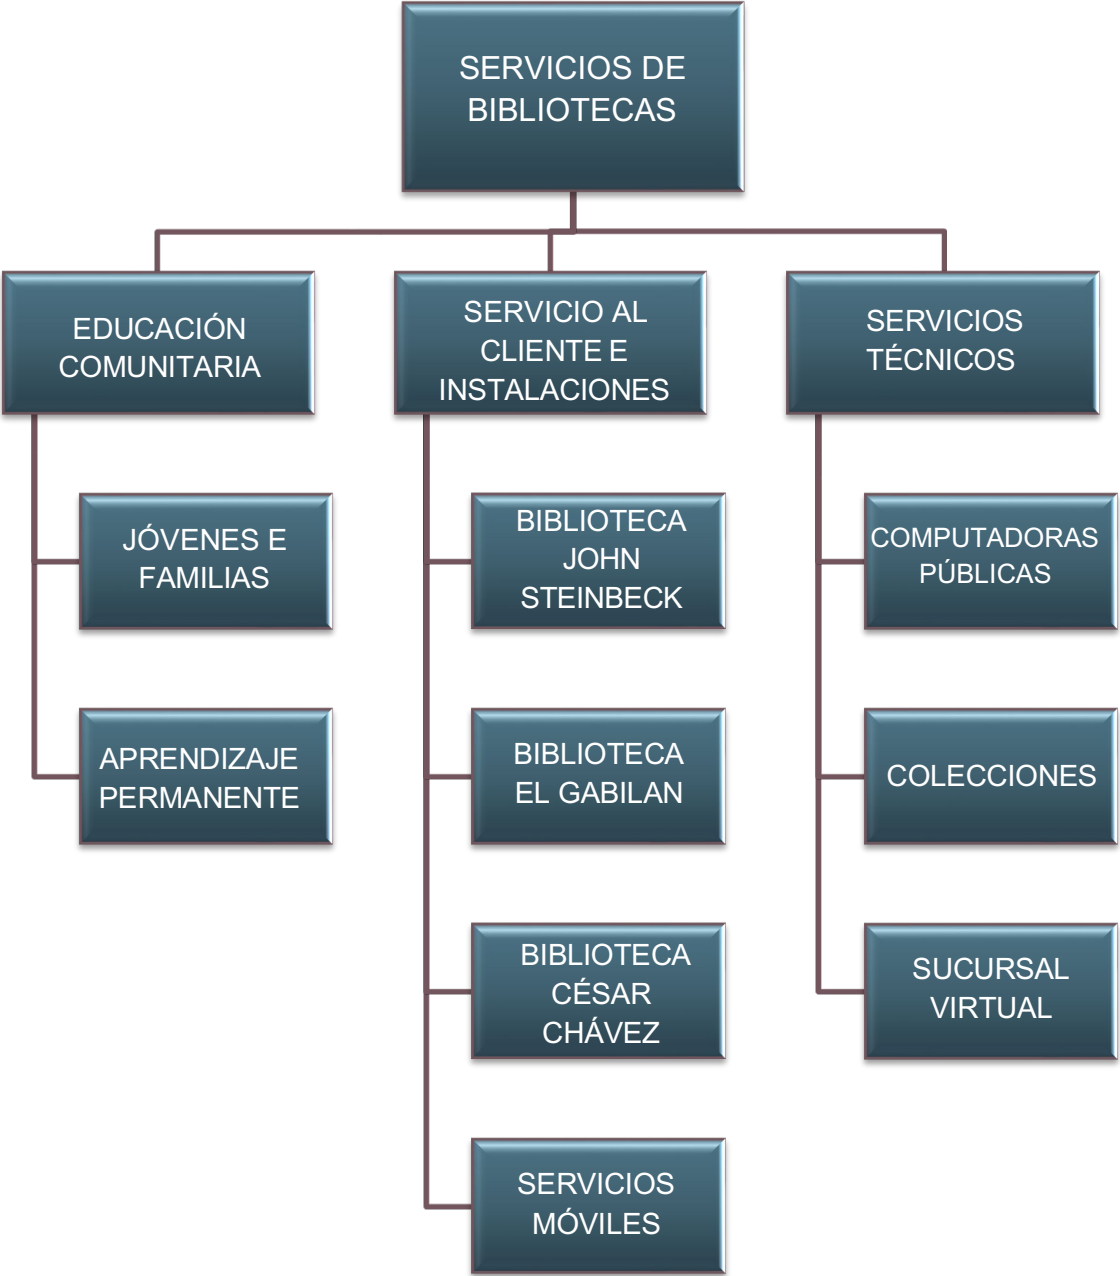 SERVICIOS DE
BIBLIOTECAS
EDUCACIÓN
COMUNITARIA
SERVICIO AL
CLIENTE E
INSTALACIONES
SERVICIOS
TÉCNICOS
JÓVENES E
FAMILIAS
APRENDIZAJE
PERMANENTE
BIBLIOTECA
JOHN
STEINBECK
BIBLIOTECA
EL GABILAN
BIBLIOTECA
CÉSAR
CHÁVEZ
SERVICIOS
MÓVILES
COMPUTADORAS
PÚBLICAS
COLECCIONES
SUCURSAL
VIRTUAL